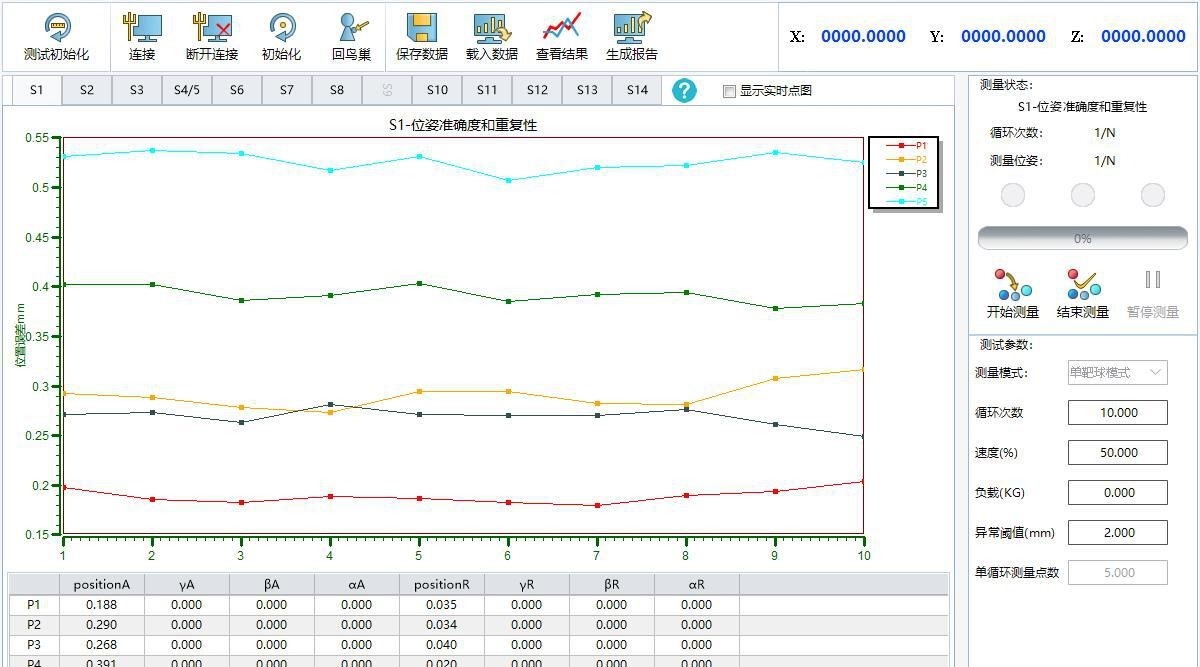 测试初始化 连接 断开连接 初始化 回鸟巢 保存数据 载入数据 查看结果 生成报告
X: 0000.0000 Y: 0000.0000 Z: 0000.0000
S1 S2 S3 S4/5 S6 S7 S8 S9 S10 S11 S12 S13 S14 ? 显示实时点图
S1-位姿准确度和重复性
0.55
0.5
0.45
0.4
0.35
0.3
0.25
0.2
0.15
位置误差mm
1 2 3 4 5 6 7 8 9 10
P1
P2
P3
P4
P5
positionA γA βA αA positionR γR βR αR
P1 0.188 0.000 0.000 0.000 0.035 0.000 0.000 0.000
P2 0.290 0.000 0.000 0.000 0.034 0.000 0.000 0.000
P3 0.268 0.000 0.000 0.000 0.040 0.000 0.000 0.000
P4 0.391 0.000 0.000 0.000 0.020 0.000 0.000 0.000
测量状态:
S1-位姿准确度和重复性
循环次数: 1/N
测量位姿: 1/N
0%
开始测量 结束测量 暂停测量
测试参数:
测量模式: 单靶球模式
循环次数 10.000
速度(%) 50.000
负载(KG) 0.000
异常阈值(mm) 2.000
单循环测量点数 5.000